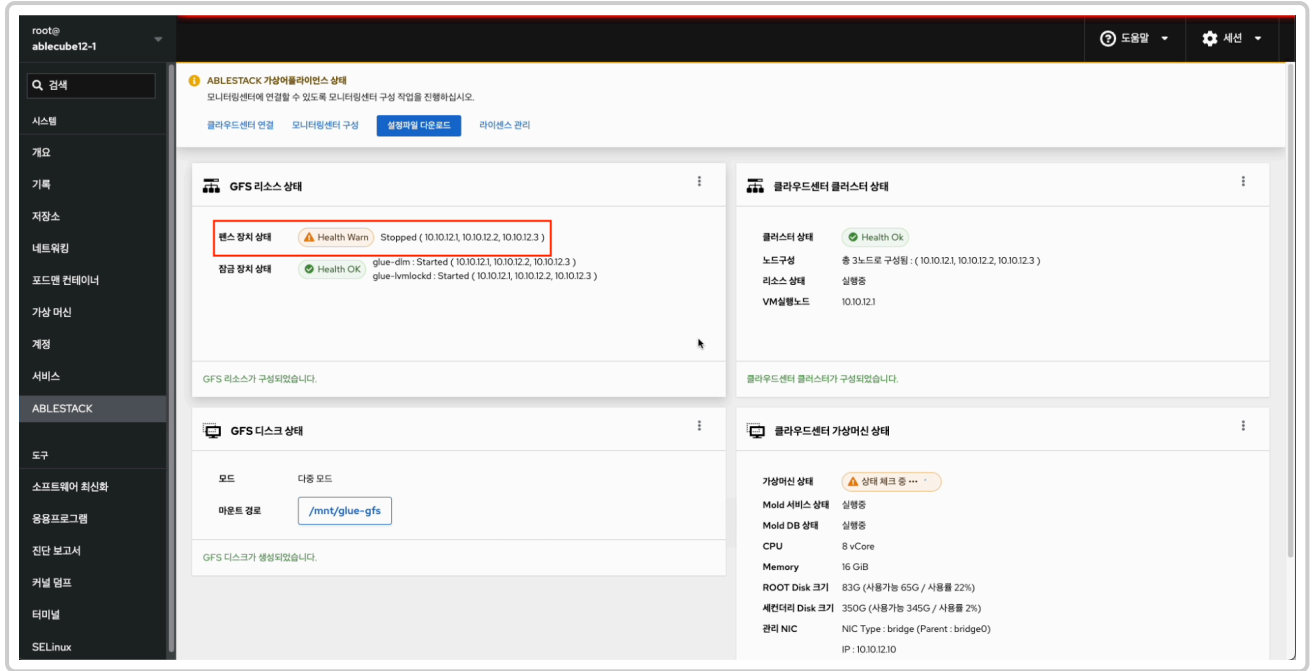 root@
ablecube12-1
도움말
세션
검색
시스템
개요
기록
저장소
네트워킹
포드맨 컨테이너
가상 머신
계정
서비스
ABLESTACK
도구
소프트웨어 최신화
응용프로그램
진단 보고서
커널 덤프
터미널
SELinux
ABLESTACK 가상어플라이언스 상태
모니터링센터에 연결할 수 있도록 모니터링센터 구성 작업을 진행하십시오.
클라우드센터 연결 모니터링센터 구성 설정파일 다운로드 라이센스 관리
GFS 리소스 상태
펜스 장치 상태 Health Warn Stopped ( 10.10.12.1, 10.10.12.2, 10.10.12.3 )
잠금 장치 상태 Health OK glue-dlm : Started ( 10.10.12.1, 10.10.12.2, 10.10.12.3 )
glue-lvmlockd : Started ( 10.10.12.1, 10.10.12.2, 10.10.12.3 )
GFS 리소스가 구성되었습니다.
클라우드센터 클러스터 상태
클러스터 상태 Health Ok
노드구성 총 3노드로 구성됨 : ( 10.10.12.1, 10.10.12.2, 10.10.12.3 )
리소스 상태 실행중
VM실행노드 10.10.12.1
클라우드센터 클러스터가 구성되었습니다.
GFS 디스크 상태
모드 다중 모드
마운트 경로 /mnt/glue-gfs
GFS 디스크가 생성되었습니다.
클라우드센터 가상머신 상태
가상머신 상태 상태 체크 중 •••
Mold 서비스 상태 실행중
Mold DB 상태 실행중
CPU 8 vCore
Memory 16 GiB
ROOT Disk 크기 83G (사용가능 65G / 사용률 22%)
세컨더리 Disk 크기 350G (사용가능 345G / 사용률 2%)
관리 NIC NIC Type : bridge (Parent : bridge0)
IP : 10.10.12.10